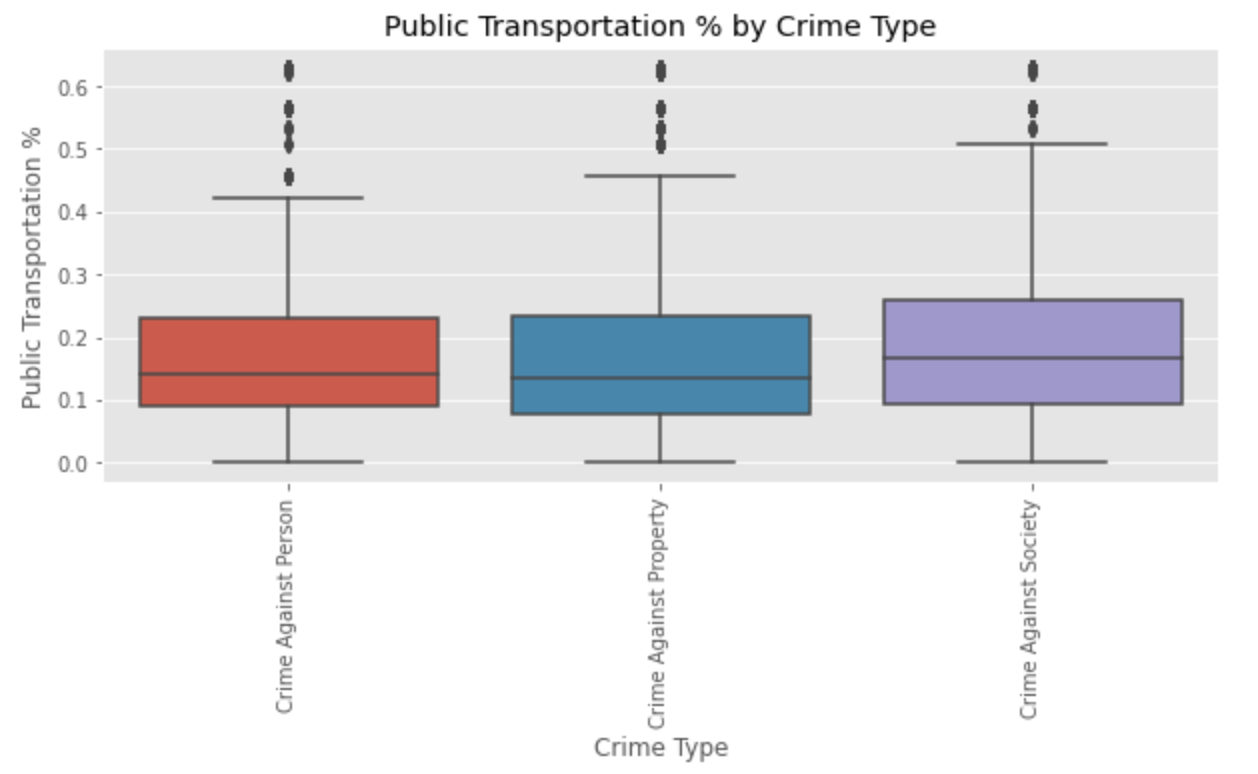 Public Transportation % by Crime Type
Public Transportation %
0.6
0.5
0.4
0.3
0.2
0.1
0.0
Crime Against Person
Crime Against Property
Crime Against Society
Crime Type